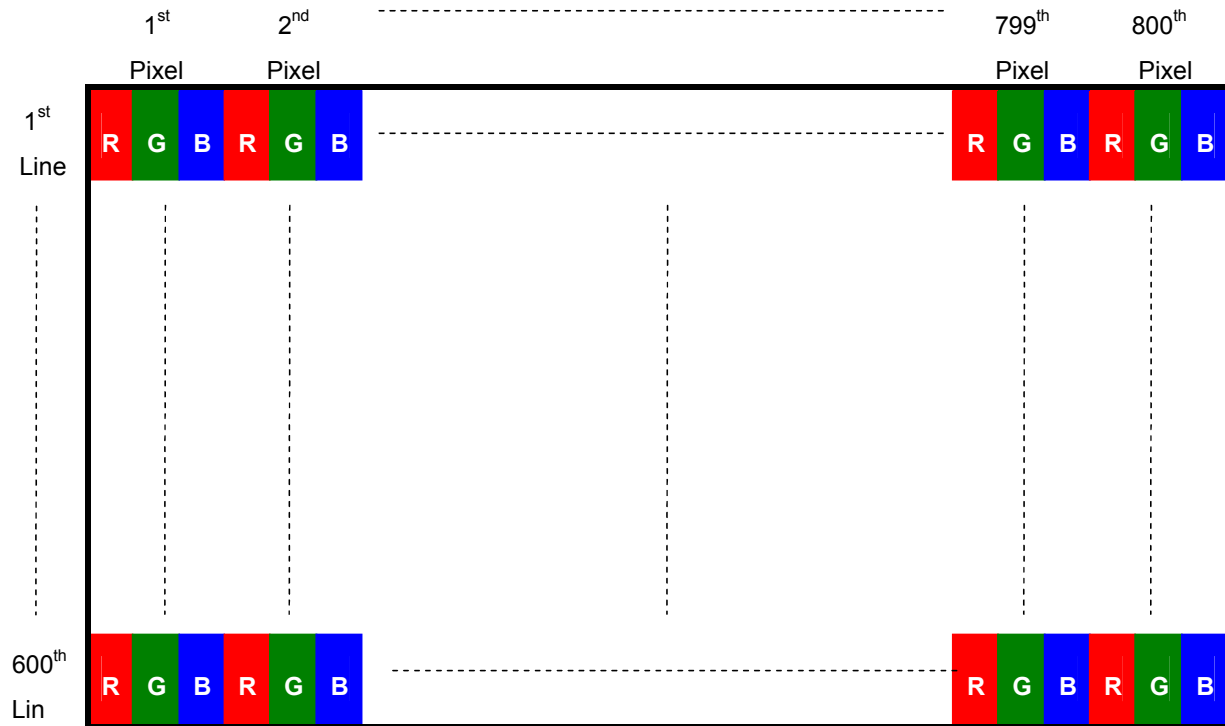 1st 2nd 799th 800th
Pixel Pixel Pixel Pixel
1st
Line
R G B R G B R G B R G B
600th
Lin
R G B R G B R G B R G B